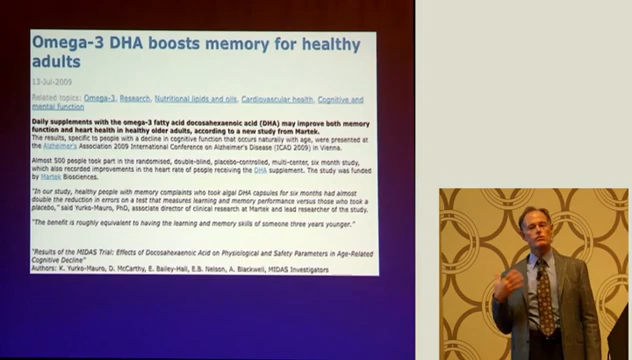 Omega-3 DHA boosts memory for healthy
adults
13-Jul-2009
Related topics: Omega-3, Research, Nutritional lipids and oils, Cardiovascular health, Cognitive and
mental function
Daily supplements with the omega-3 fatty acid docosahexaenoic acid (DHA) may improve both memory
function and heart health in healthy older adults, according to a new study from Martek.
The results, specific to people with a decline in cognitive function that occurs naturally with age, were presented at
the Alzheimer's Association 2009 International Conference on Alzheimer's Disease (ICAD 2009) in Vienna.
Almost 500 people took part in the randomised, double-blind, placebo-controlled, multi-center, six month study,
which also recorded improvements in the heart rate of people receiving the DHA supplement. The study was funded
by Martek Biosciences.
"In our study, healthy people with memory complaints who took algal DHA capsules for six months had almost
double the reduction in errors on a test that measures learning and memory performance versus those who took a
placebo," said Yurko-Mauro, PhD, associate director of clinical research at Martek and lead researcher of the study.
"The benefit is roughly equivalent to having the learning and memory skills of someone three years younger."
"Results of the MIDAS Trial: Effects of Docosahexaenoic Acid on Physiological and Safety Parameters in Age-Related
Cognitive Decline"
Authors: K. Yurko-Mauro, D. McCarthy, E. Bailey-Hall, E.B. Nelson, A. Blackwell, MIDAS Investigators